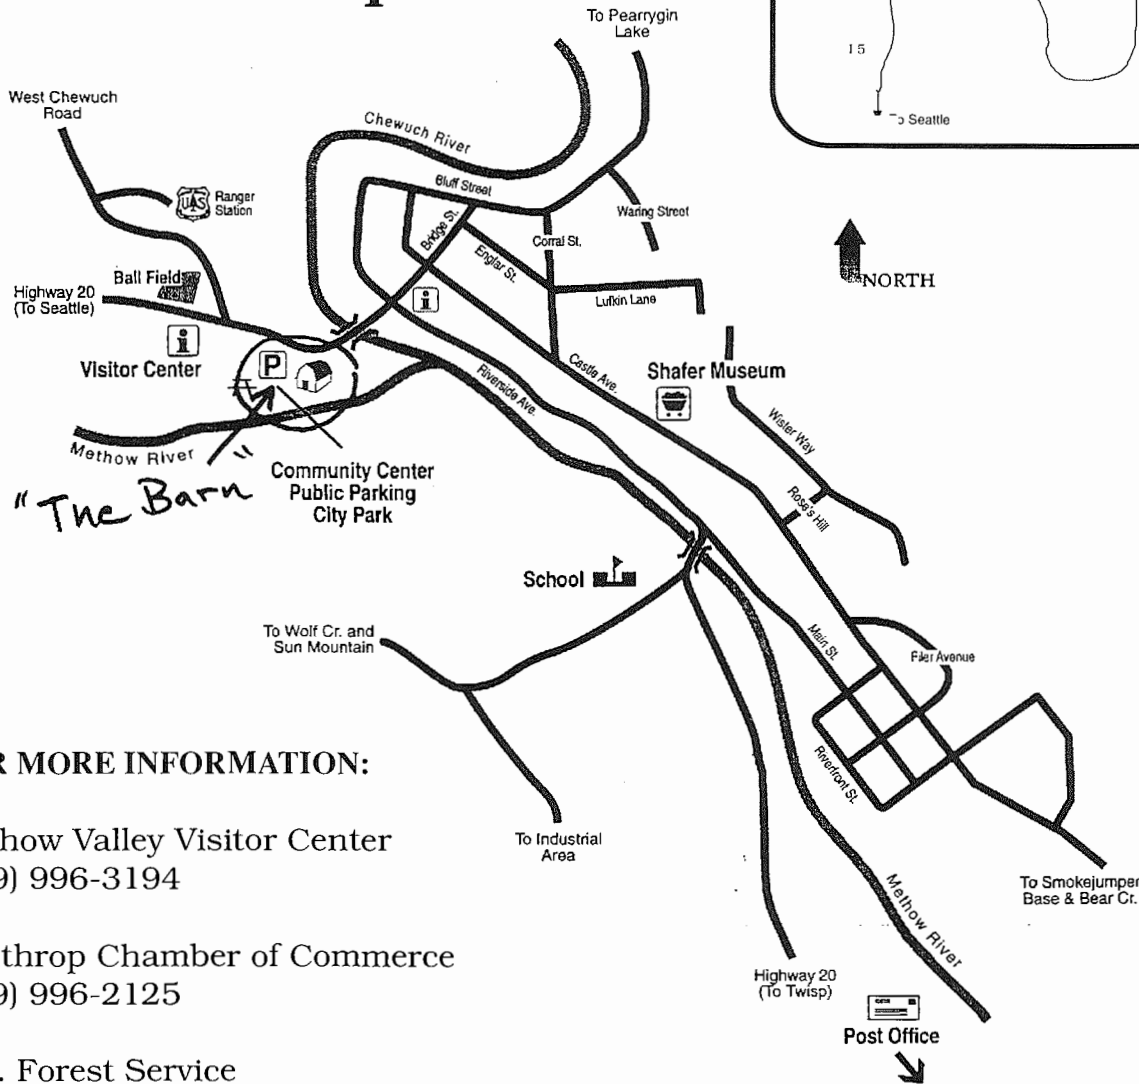 To Pearrygin
Lake
15
To Seattle
West Chewuch
Road
Chewuch River
Bluff Street
UAS
Ranger
Station
Waring Street
Bridge St.
Corral St.
Englar St.
NORTH
Ball Field
Highway 20
(To Seattle)
Lufkin Lane
i
i
Visitor Center
P
Riverside Ave.
Castle Ave.
Shafer Museum
Wister Way
Methow River
"The Barn"
Community Center
Public Parking
City Park
Rose's Hill
School
To Wolf Cr. and
Sun Mountain
Main St.
Filer Avenue
R MORE INFORMATION:
Riverfront St.
how Valley Visitor Center
9) 996-3194
To Industrial
Area
To Smokejumper
Base & Bear Cr.
Methow River
throp Chamber of Commerce
9) 996-2125
Highway 20
(To Twisp)
Post Office
. Forest Service